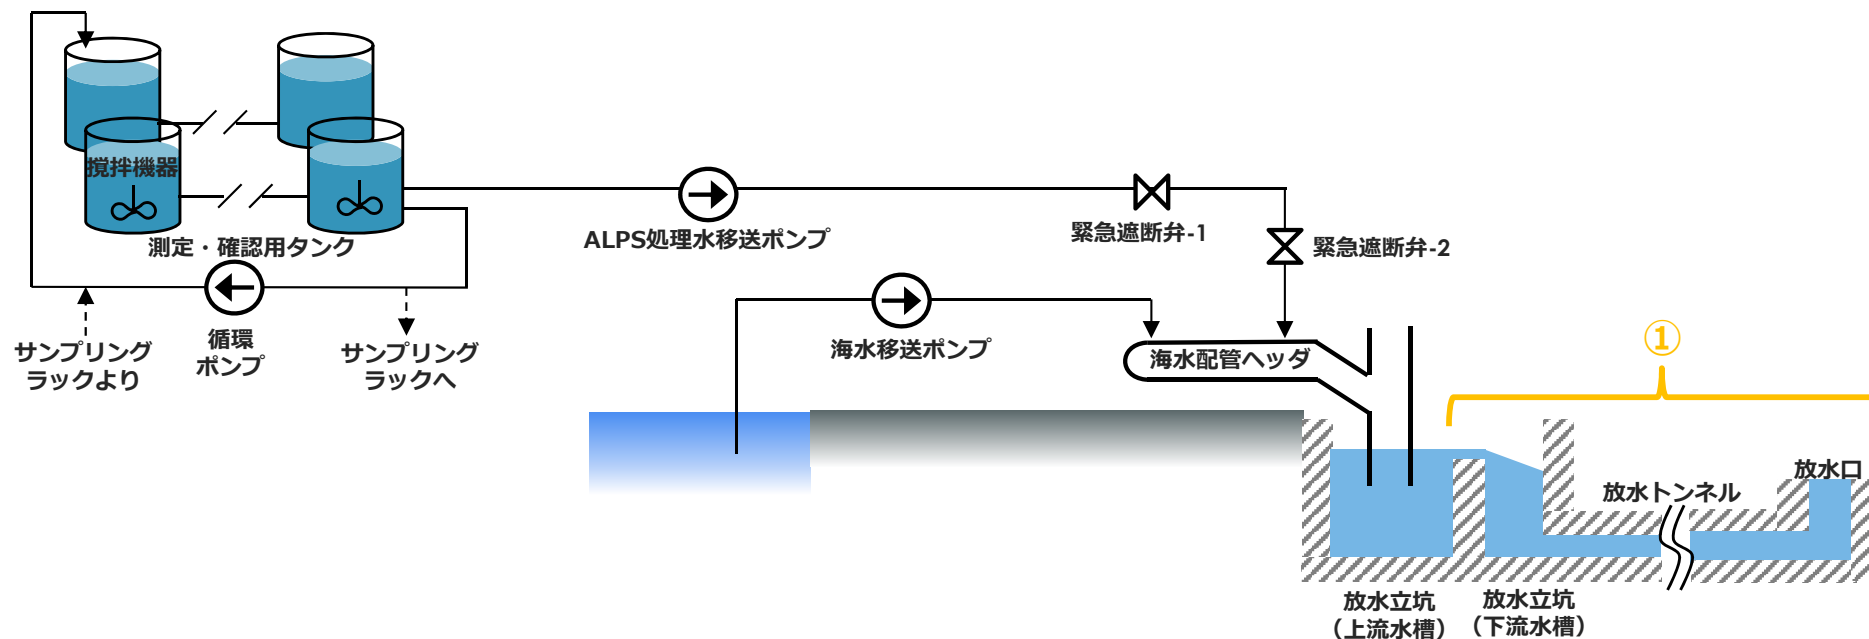 攪拌機器
測定・確認用タンク
ALPS処理水移送ポンプ
緊急遮断弁-1
緊急遮断弁-2
循環
ポンプ
サンプリング
ラックより
サンプリング
ラックへ
海水移送ポンプ
海水配管ヘッダ
①
放水口
放水トンネル
放水立坑
（上流水槽）
放水立坑
（下流水槽）